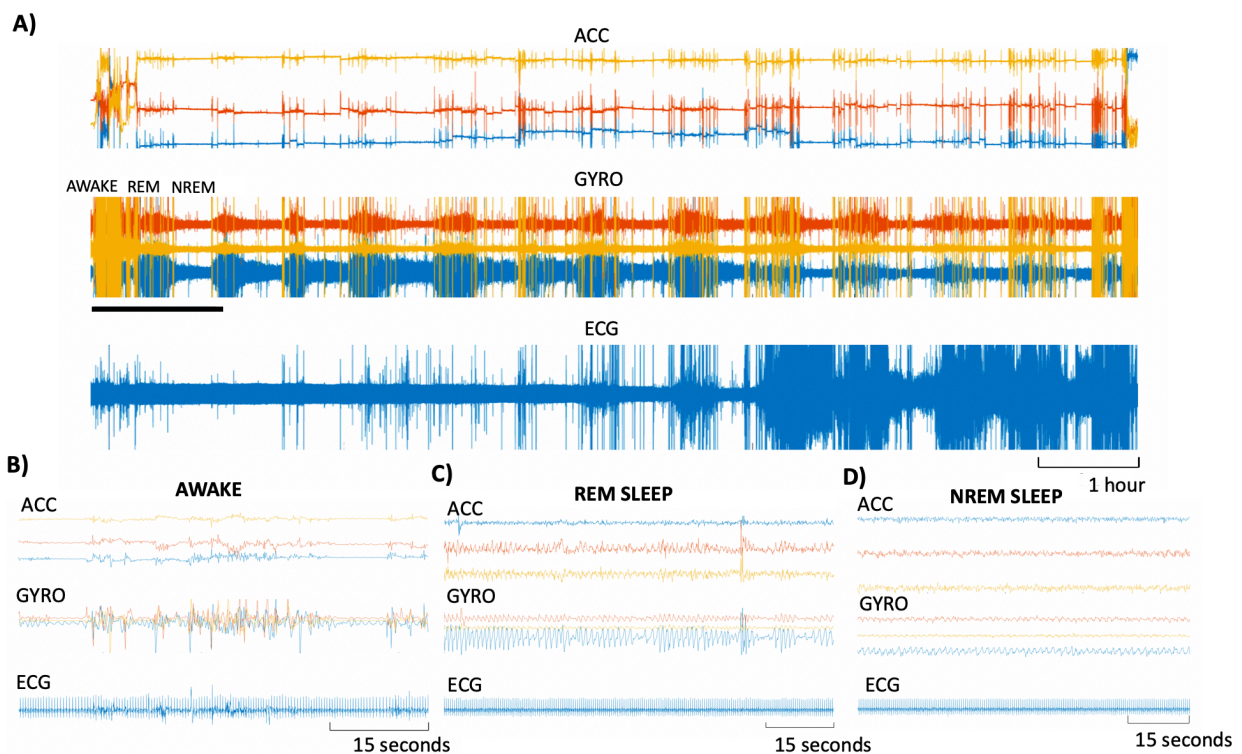 A)
ACC
AWAKE REM NREM
GYRO
ECG
1 hour
B)
AWAKE
ACC
GYRO
ECG
15 seconds
C)
REM SLEEP
ACC
GYRO
ECG
15 seconds
D)
NREM SLEEP
ACC
GYRO
ECG
15 seconds